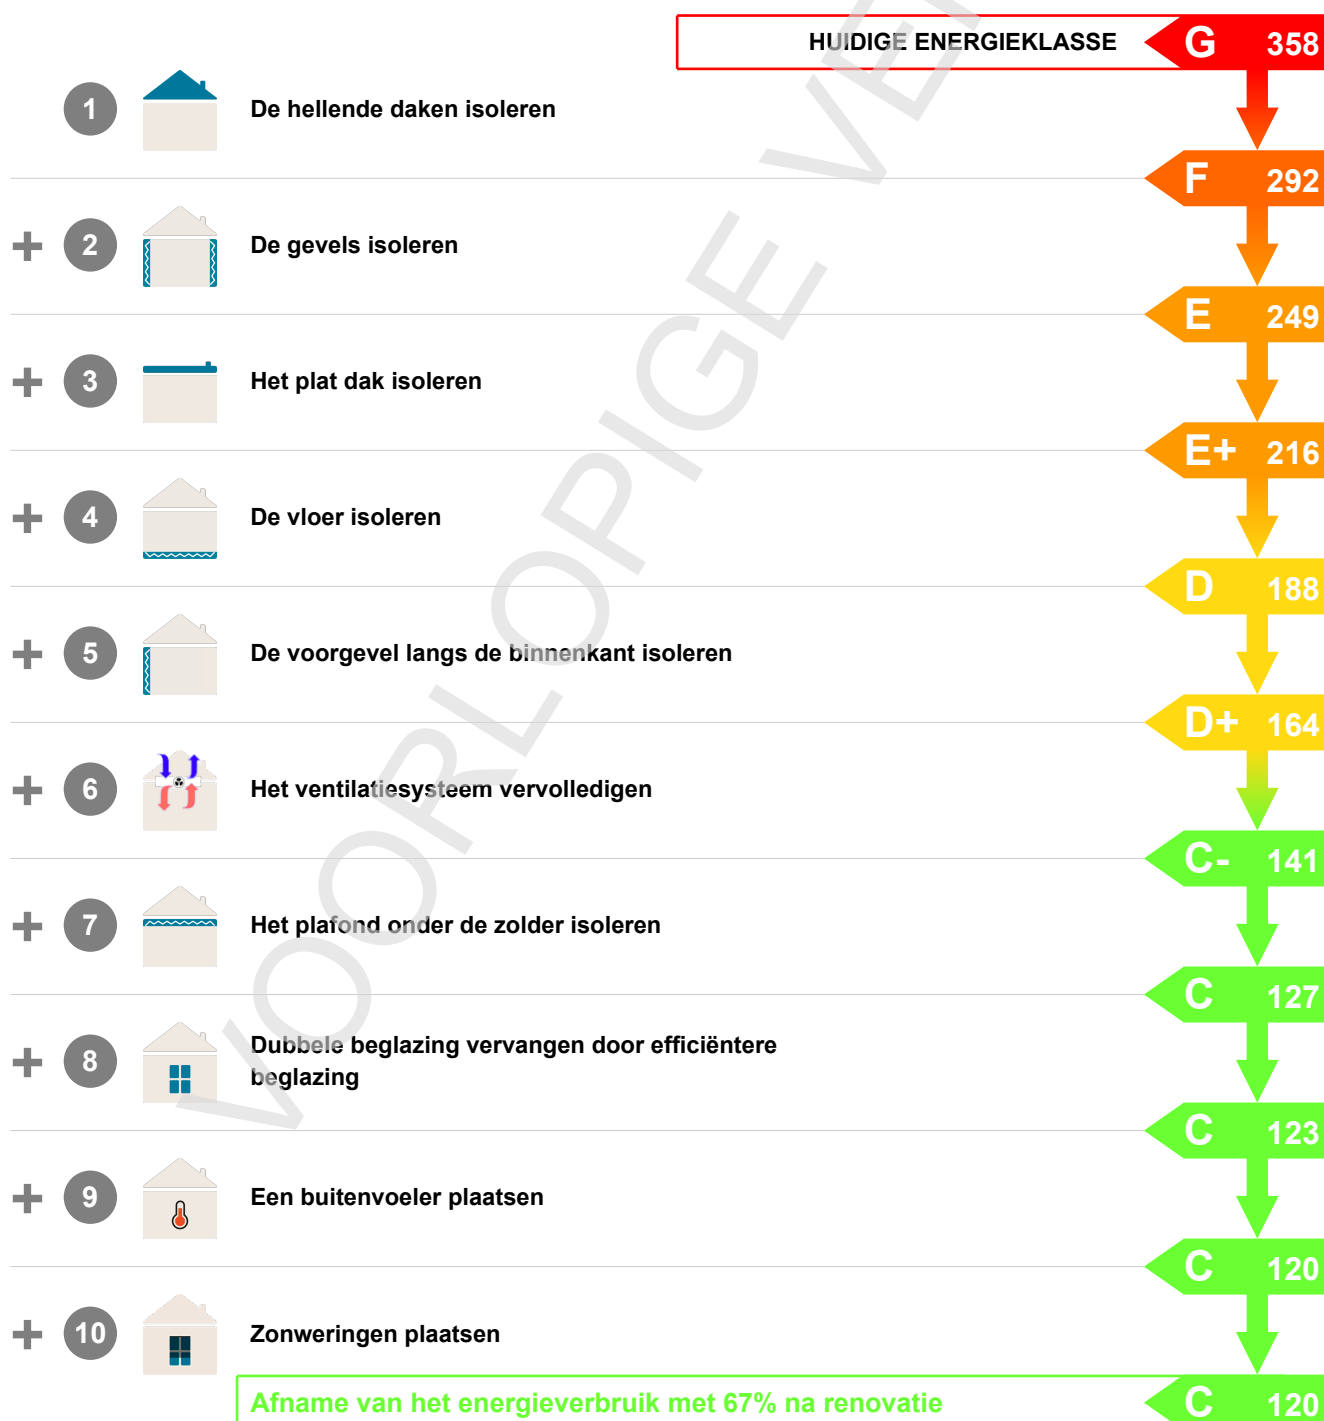 HUIDIGE ENERGIEKLASSE G 358
1 De hellende daken isoleren
F 292
+ 2 De gevels isoleren
E 249
+ 3 Het plat dak isoleren
E+ 216
+ 4 De vloer isoleren
D 188
+ 5 De voorgevel langs de binnenkant isoleren
D+ 164
+ 6 Het ventilatiesysteem vervolledigen
C- 141
+ 7 Het plafond onder de zolder isoleren
C 127
+ 8 Dubbele beglazing vervangen door efficiëntere
beglazing
C 123
+ 9 Een buitenvoeler plaatsen
C 120
+ 10 Zonweringen plaatsen
Afname van het energieverbruik met 67% na renovatie C 120
VOORLOPIGE